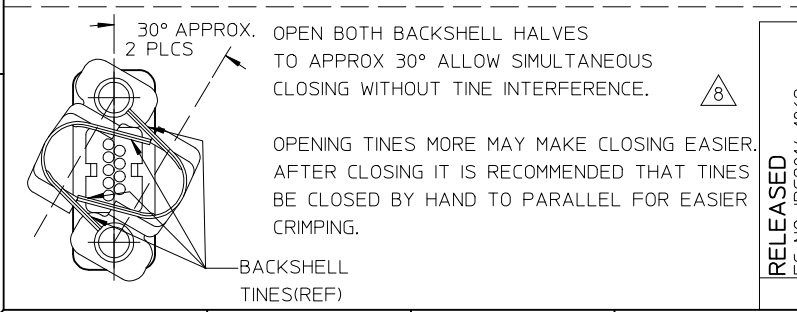 30° APPROX.
2 PLCS
OPEN BOTH BACKSHELL HALVES
TO APPROX 30° ALLOW SIMULTANEOUS
CLOSING WITHOUT TINE INTERFERENCE.
8
OPENING TINES MORE MAY MAKE CLOSING EASIER.
AFTER CLOSING IT IS RECOMMENDED THAT TINES
BE CLOSED BY HAND TO PARALLEL FOR EASIER
CRIMPING.
BACKSHELL
TINES(REF)
RELEASED